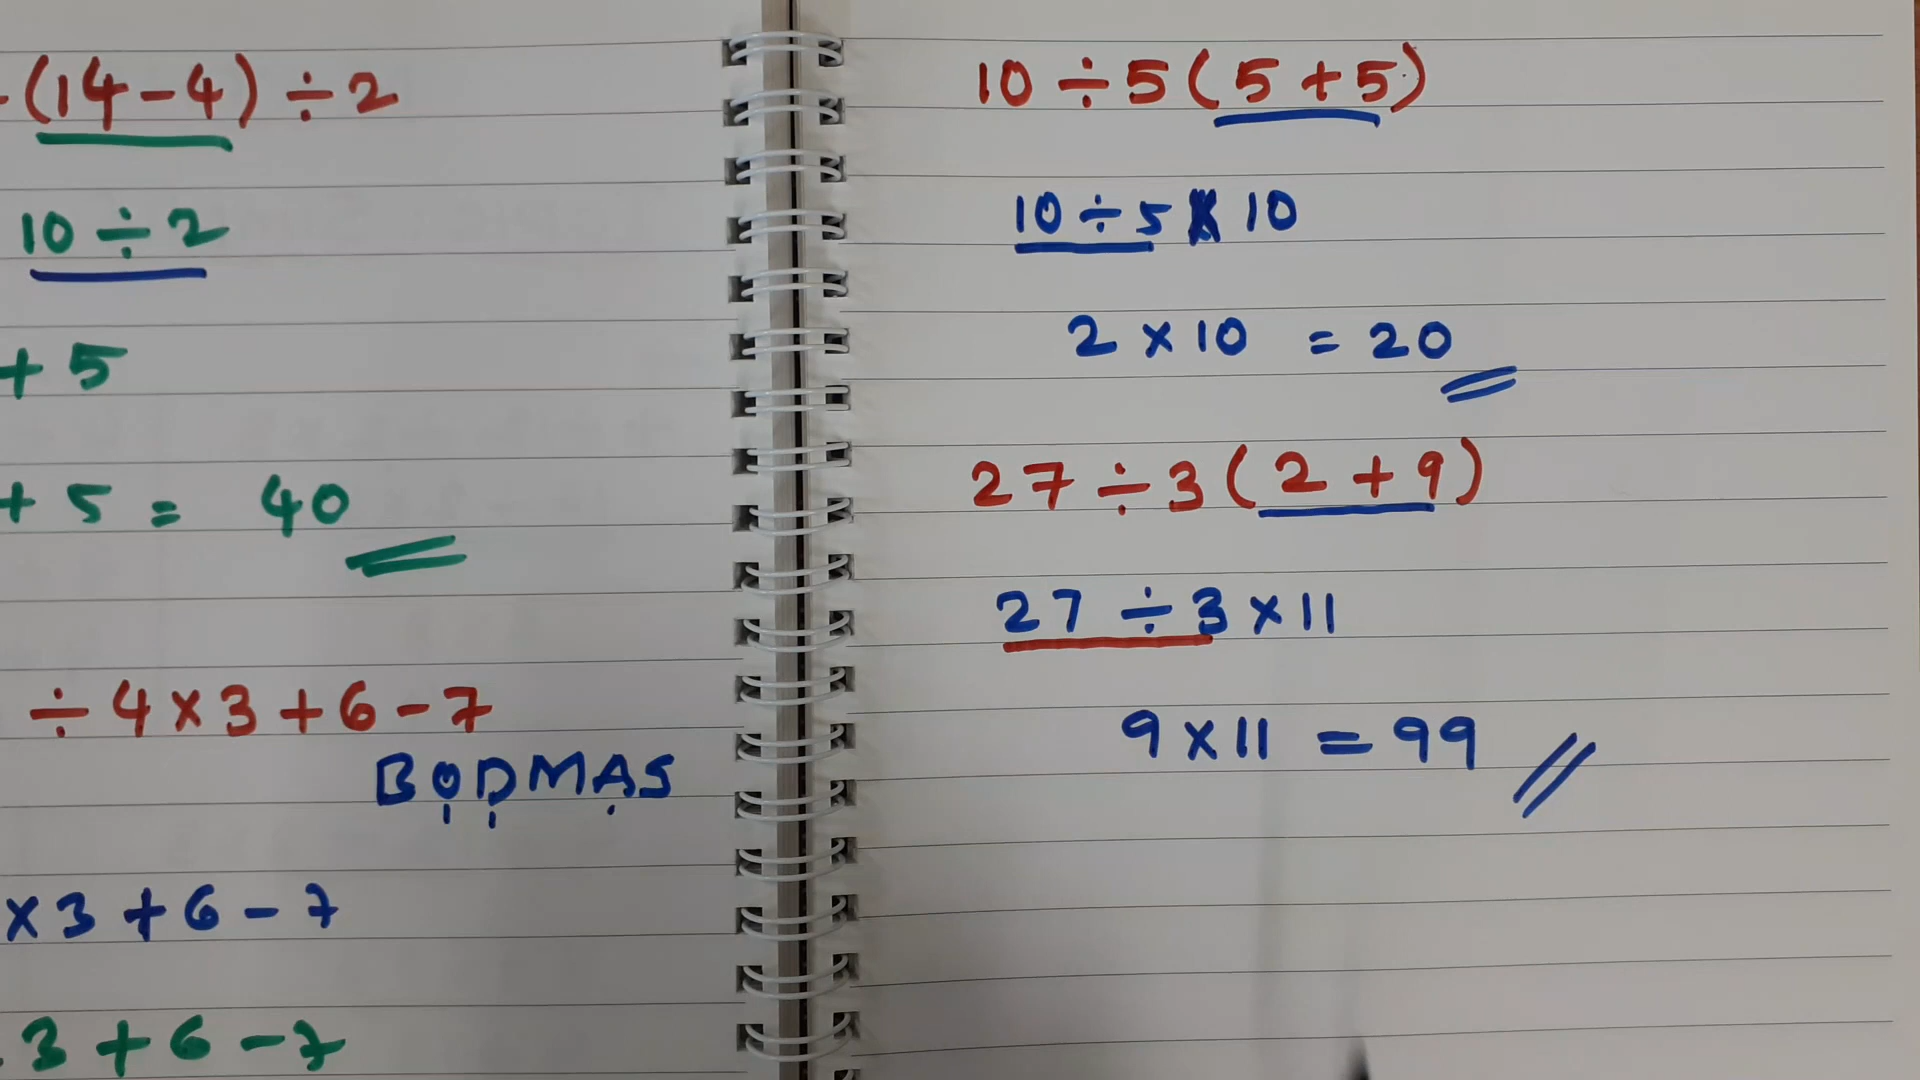 (14-4) ÷ 2
10 ÷ 2
+ 5
+ 5 = 40
÷ 4 × 3 + 6 - 7
BODMAS
× 3 + 6 - 7
3 + 6 - 7
10 ÷ 5 ( 5 + 5 )
10 ÷ 5 × 10
2 × 10 = 20
27 ÷ 3 ( 2 + 9 )
27 ÷ 3 × 11
9 × 11 = 99